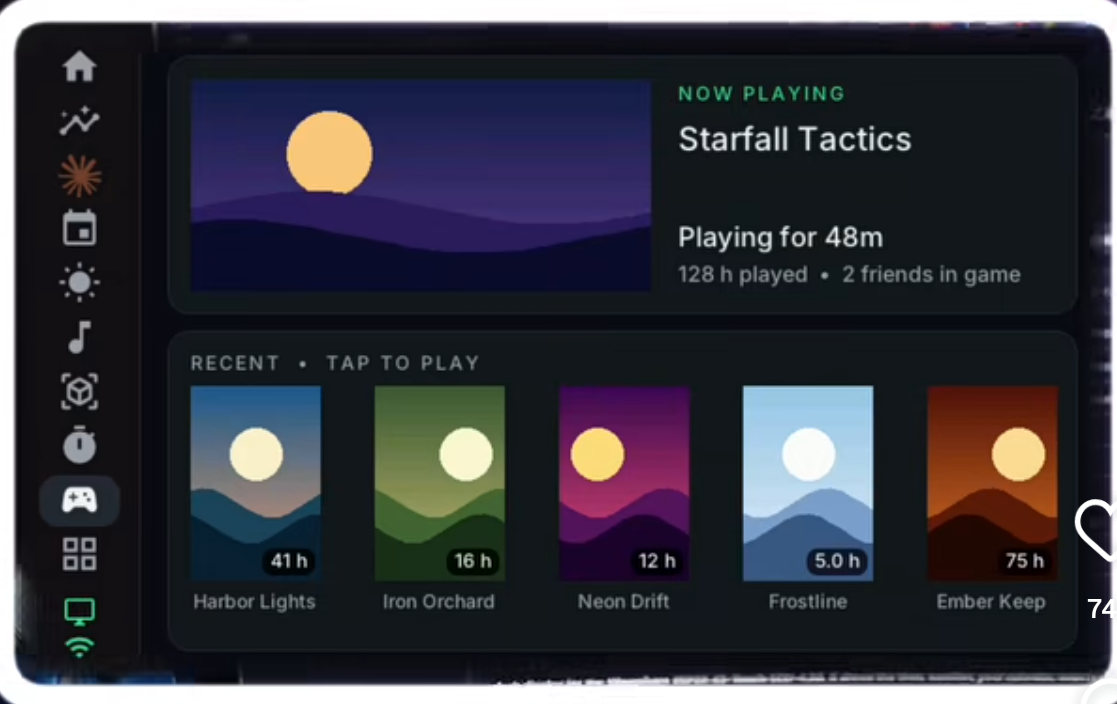 NOW PLAYING
Starfall Tactics
Playing for 48m
128 h played • 2 friends in game
RECENT • TAP TO PLAY
41 h
16 h
12 h
5.0 h
75 h
Harbor Lights
Iron Orchard
Neon Drift
Frostline
Ember Keep